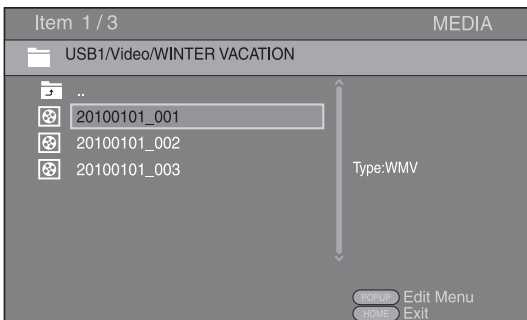 Item 1/3 MEDIA
USB1/Video/WINTER VACATION
..
20100101_001
20100101_002
20100101_003
Type:WMV
POPUP Edit Menu
HOME Exit